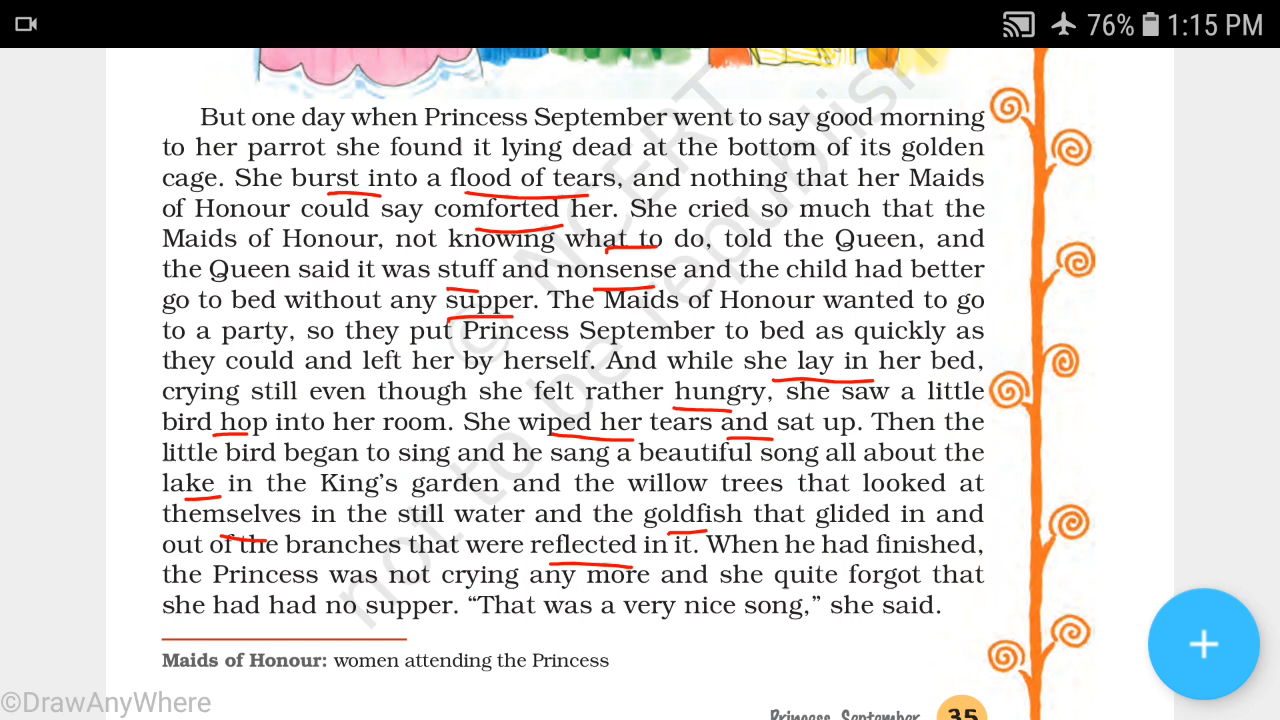 76% 1:15 PM
But one day when Princess September went to say good morning
to her parrot she found it lying dead at the bottom of its golden
cage. She burst into a flood of tears, and nothing that her Maids
of Honour could say comforted her. She cried so much that the
Maids of Honour, not knowing what to do, told the Queen, and
the Queen said it was stuff and nonsense and the child had better
go to bed without any supper. The Maids of Honour wanted to go
to a party, so they put Princess September to bed as quickly as
they could and left her by herself. And while she lay in her bed,
crying still even though she felt rather hungry, she saw a little
bird hop into her room. She wiped her tears and sat up. Then the
little bird began to sing and he sang a beautiful song all about the
lake in the King's garden and the willow trees that looked at
themselves in the still water and the goldfish that glided in and
out of the branches that were reflected in it. When he had finished,
the Princess was not crying any more and she quite forgot that
she had had no supper. “That was a very nice song,” she said.
Maids of Honour: women attending the Princess
Princess September 35
© NCERT
not to be republish
©DrawAnyWhere